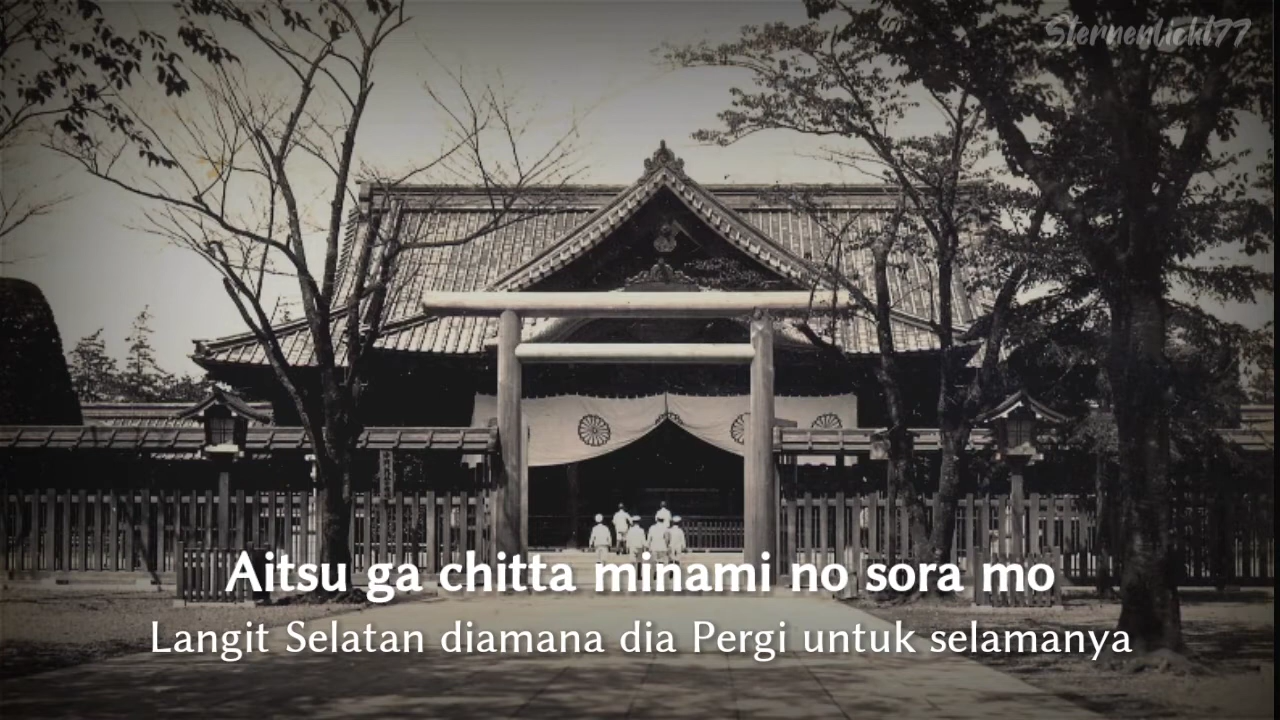 Sternenlicht77
Aitsu ga chitta minami no sora mo
Langit Selatan diamana dia Pergi untuk selamanya